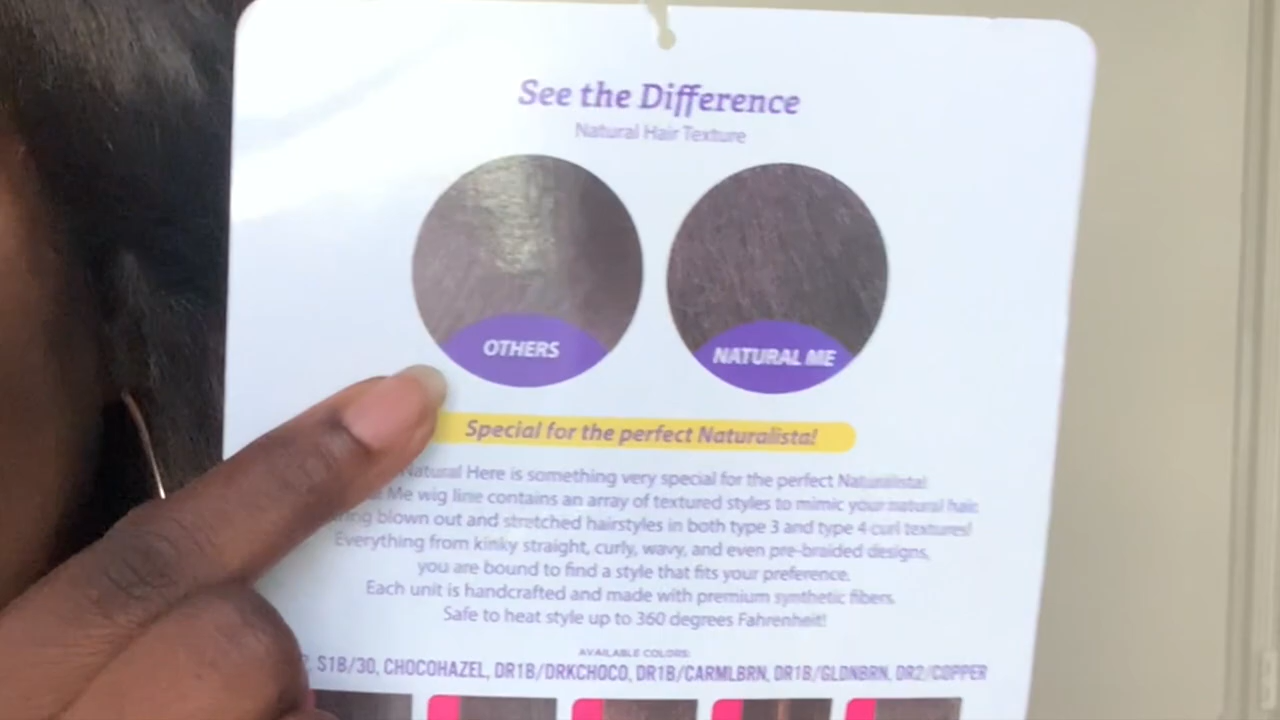 See the Difference
Natural Hair Texture
OTHERS
NATURAL ME
Special for the perfect Naturalista!
Natural Here is something very special for the perfect Naturalista!
Me wig line contains an array of textured styles to mimic your natural hair.
blown out and stretched hairstyles in both type 3 and type 4 curl textures!
Everything from kinky straight, curly, wavy, and even pre-braided designs,
you are bound to find a style that fits your preference.
Each unit is handcrafted and made with premium synthetic fibers.
Safe to heat style up to 360 degrees Fahrenheit!
AVAILABLE COLORS:
S1B/30, CHOCOHAZEL, DR1B/DRKCHOCO, DR1B/CARMLBRN, DR1B/GLDNBRN, DR2/COPPER